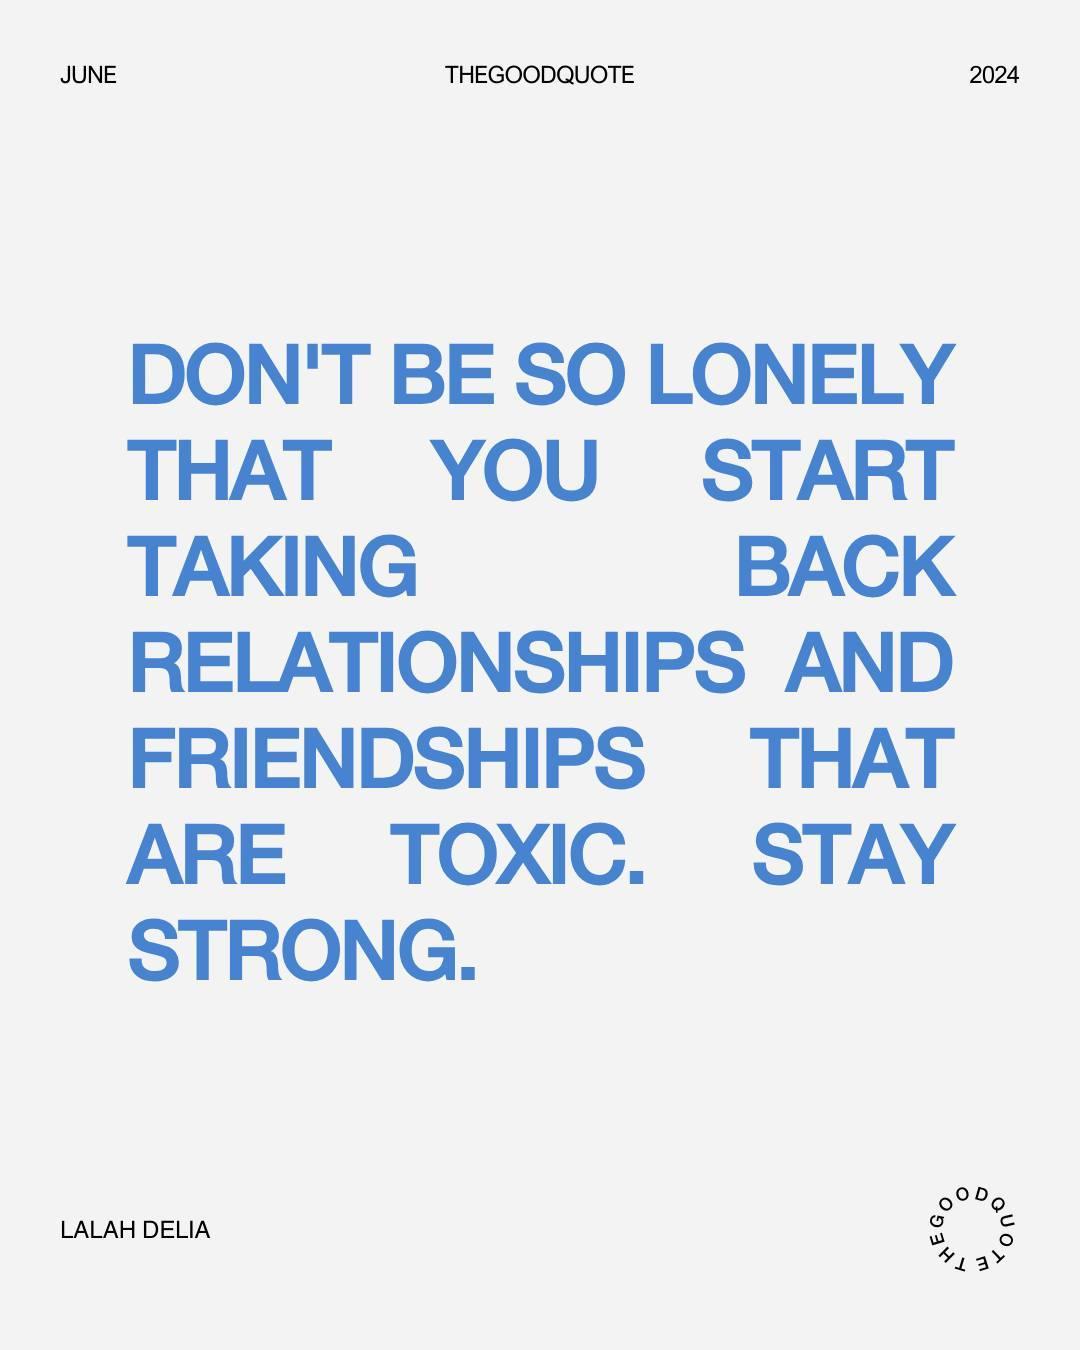 JUNE THEGOODQUOTE 2024
DON'T BE SO LONELY
THAT YOU START
TAKING BACK
RELATIONSHIPS AND
FRIENDSHIPS THAT
ARE TOXIC. STAY
STRONG.
LALAH DELIA
THEGOODQUOTE